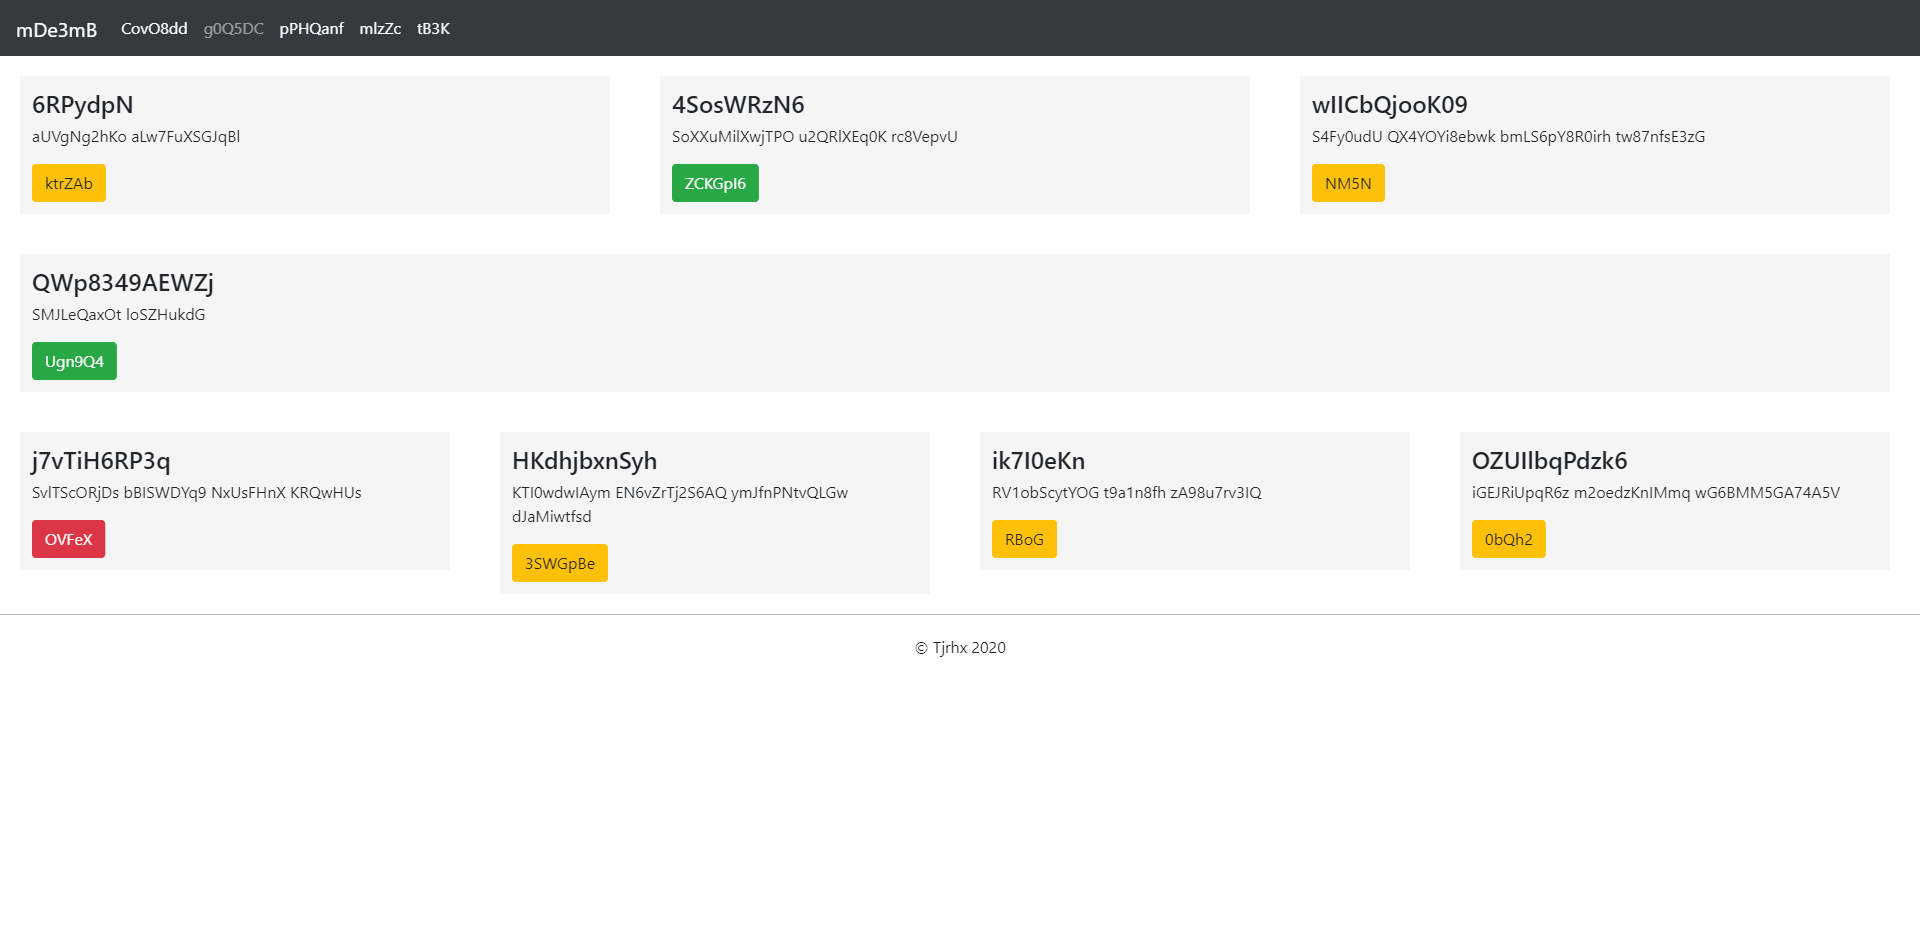 mDe3mB CovO8dd g0Q5DC pPHQanf mlzZc tB3K
6RPydpN
aUVgNg2hKo aLw7FuXSGJqBl
ktrZAb
4SosWRzN6
SoXXuMilXwjTPO u2QRlXEq0K rc8VepvU
ZCKGpI6
wIICbQjooK09
S4Fy0udU QX4YOYi8ebwk bmLS6pY8R0irh tw87nfsE3zG
NM5N
QWp8349AEWZj
SMJLeQaxOt loSZHukdG
Ugn9Q4
j7vTiH6RP3q
SvlTScORjDs bBISWDYq9 NxUsFHnX KRQwHUs
OVFeX
HKdhjbxnSyh
KTI0wdwIAym EN6vZrTj2S6AQ ymJfnPNtvQLGw
dJaMiwtfsd
3SWGpBe
ik7I0eKn
RV1obScytYOG t9a1n8fh zA98u7rv3IQ
RBoG
OZUIlbqPdzk6
iGEJRiUpqR6z m2oedzKnIMmq wG6BMM5GA74A5V
0bQh2
© Tjrhx 2020